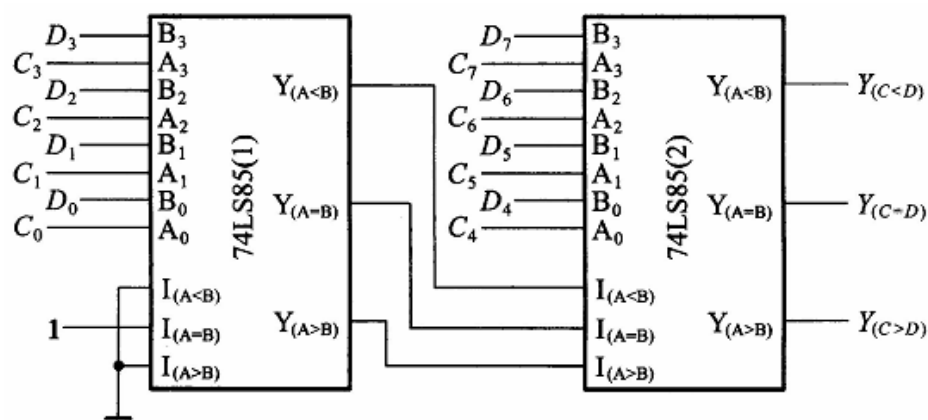 D₃ B₃
C₃ A₃
D₂ B₂ Y(A<B)
C₂ A₂
D₁ B₁
C₁ A₁
D₀ B₀ Y(A=B)
C₀ A₀
I(A<B)
1 I(A=B) Y(A>B)
I(A>B)
74LS85(1)
D₇ B₃
C₇ A₃
D₆ B₂ Y(A<B) Y(C<D)
C₆ A₂
D₅ B₁
C₅ A₁
D₄ B₀ Y(A=B) Y(C=D)
C₄ A₀
I(A<B)
I(A=B) Y(A>B) Y(C>D)
I(A>B)
74LS85(2)